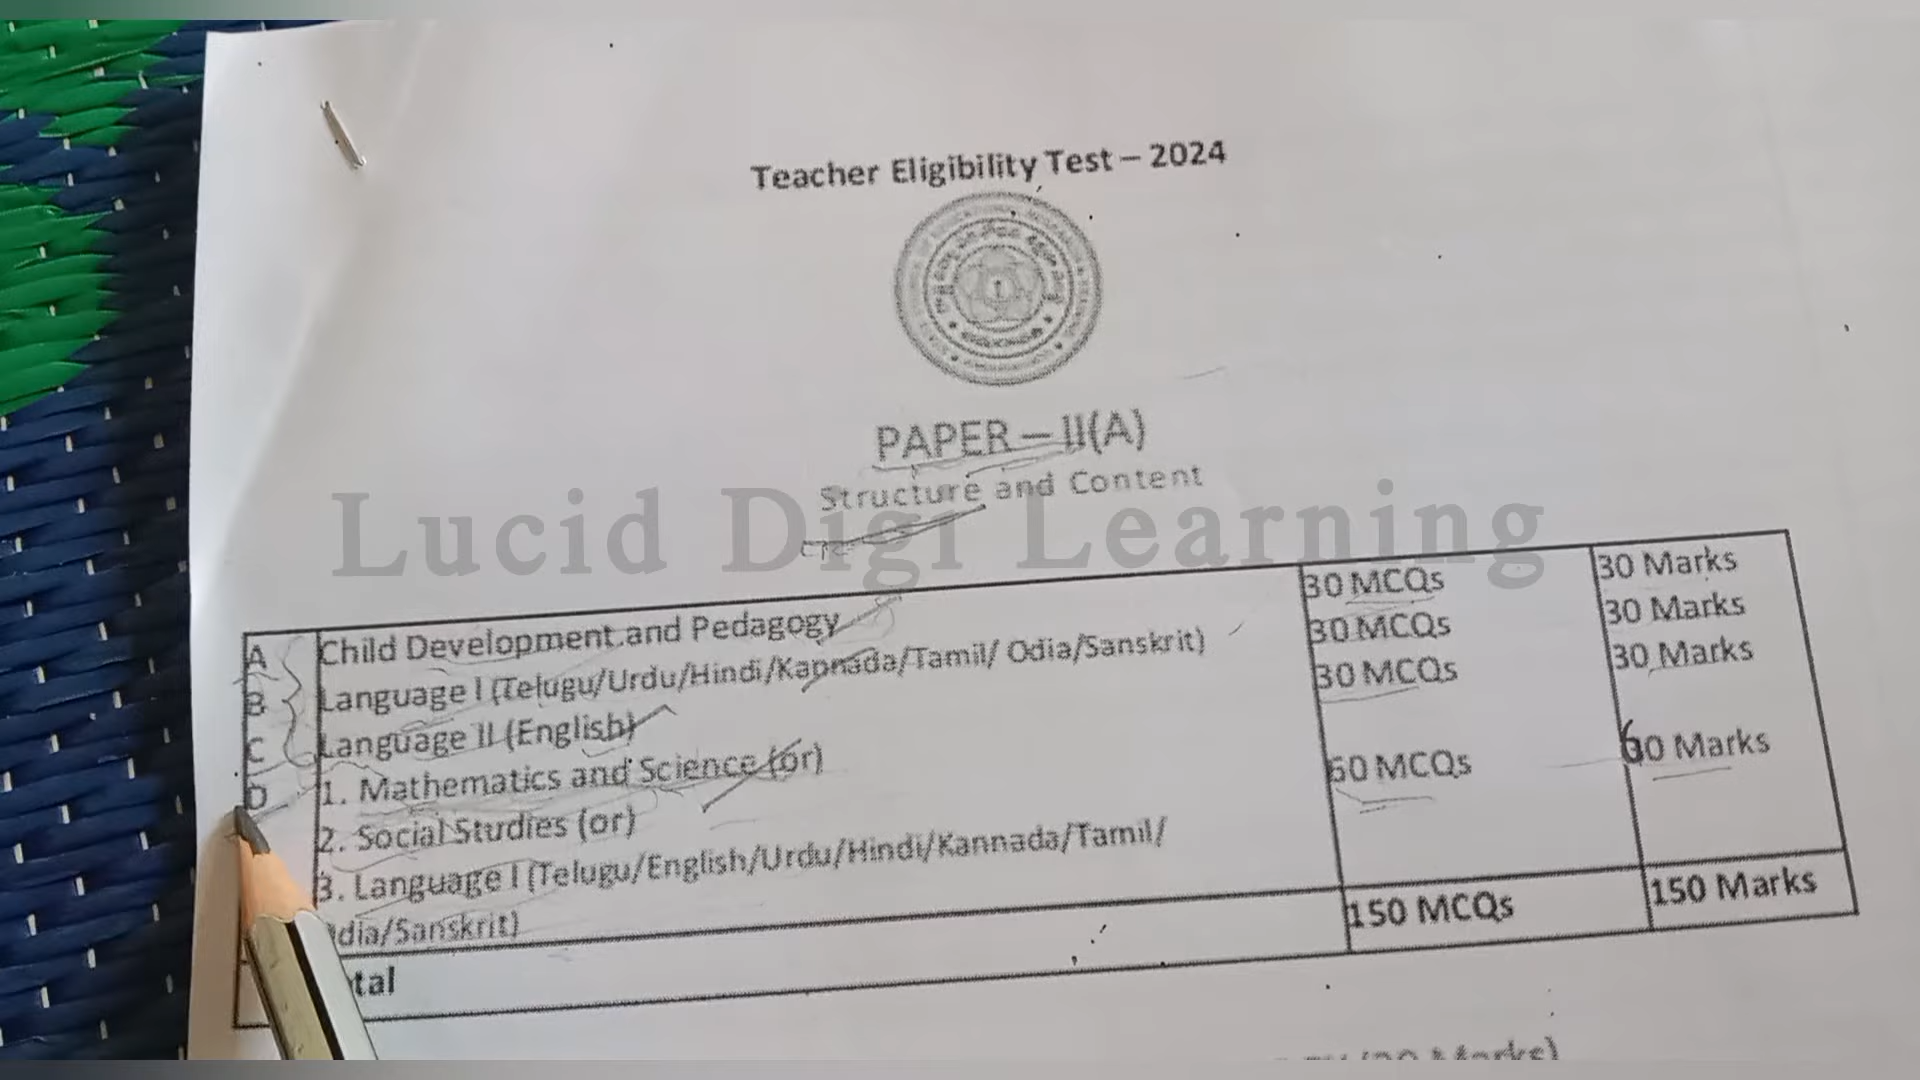 Teacher Eligibility Test – 2024
PAPER – II(A)
Structure and Content
Lucid Digi Learning
A Child Development and Pedagogy 30 MCQs 30 Marks
B Language I (Telugu/Urdu/Hindi/Kannada/Tamil/ Odia/Sanskrit) 30 MCQs 30 Marks
C Language II (English) 30 MCQs 30 Marks
D 1. Mathematics and Science (or) 60 MCQs 60 Marks
2. Social Studies (or)
3. Language I (Telugu/English/Urdu/Hindi/Kannada/Tamil/
dia/Sanskrit)
tal 150 MCQs 150 Marks
Marks)